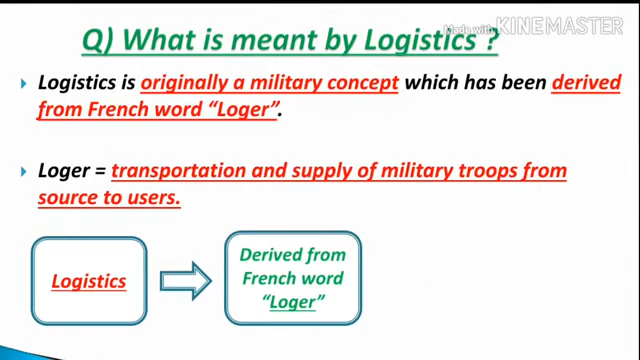 Made with KINEMASTER
Q) What is meant by Logistics ?
Logistics is originally a military concept which has been derived
from French word “Loger”.
Loger = transportation and supply of military troops from
source to users.
Logistics
Derived from
French word
“Loger”